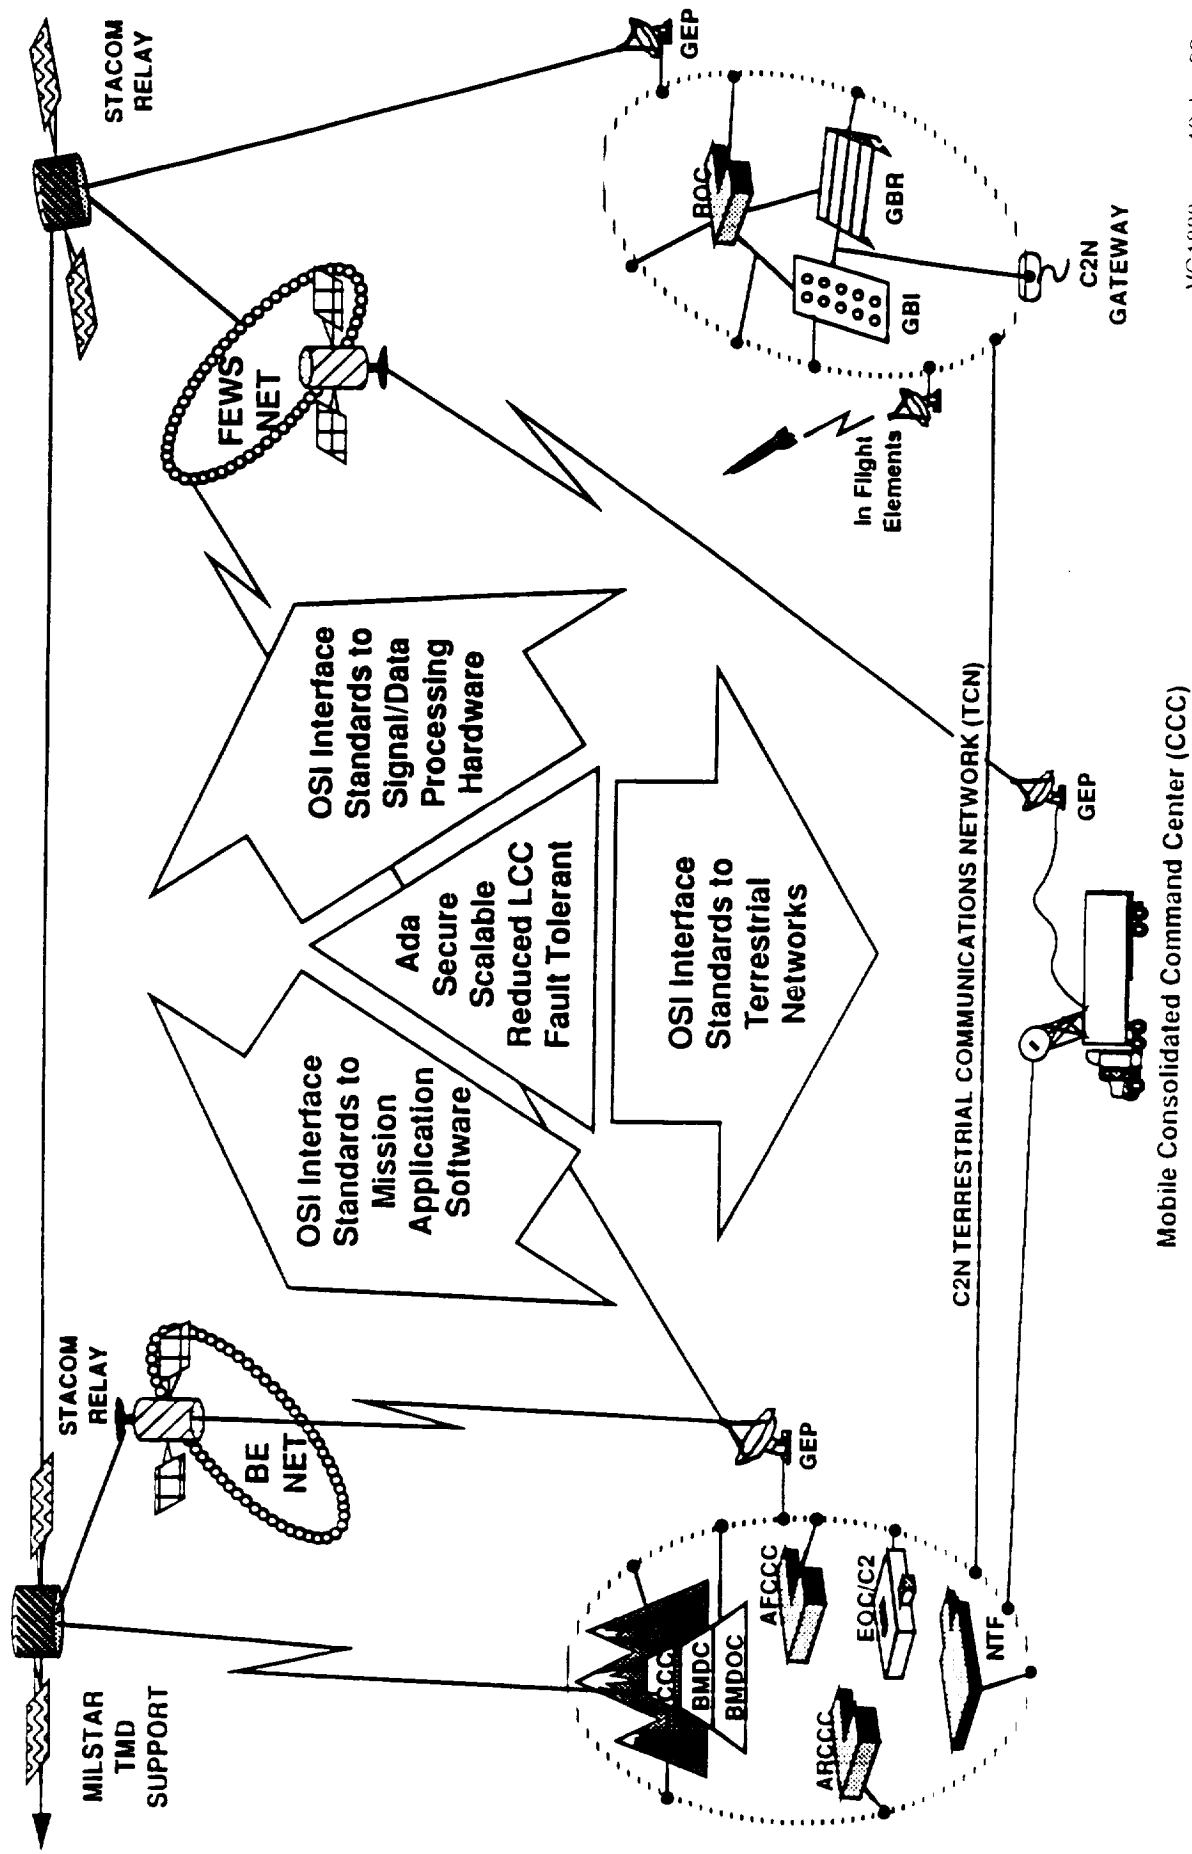 MILSTAR
TMD
SUPPORT
STACOM
RELAY
BE
NET
FEWS
NET
STACOM
RELAY
OSI Interface
Standards to
Mission
Application
Software
OSI Interface
Standards to
Signal/Data
Processing
Hardware
Ada
Secure
Scalable
Reduced LCC
Fault Tolerant
OSI Interface
Standards to
Terrestrial
Networks
GEP
GEP
CCC
BMDC
BMDOC
AFCCC
ARCCC
EOC/C2
NTF
In Flight
Elements
ROC
GBR
GBI
C2N
GATEWAY
C2N TERRESTRIAL COMMUNICATIONS NETWORK (TCN)
GEP
Mobile Consolidated Command Center (CCC)